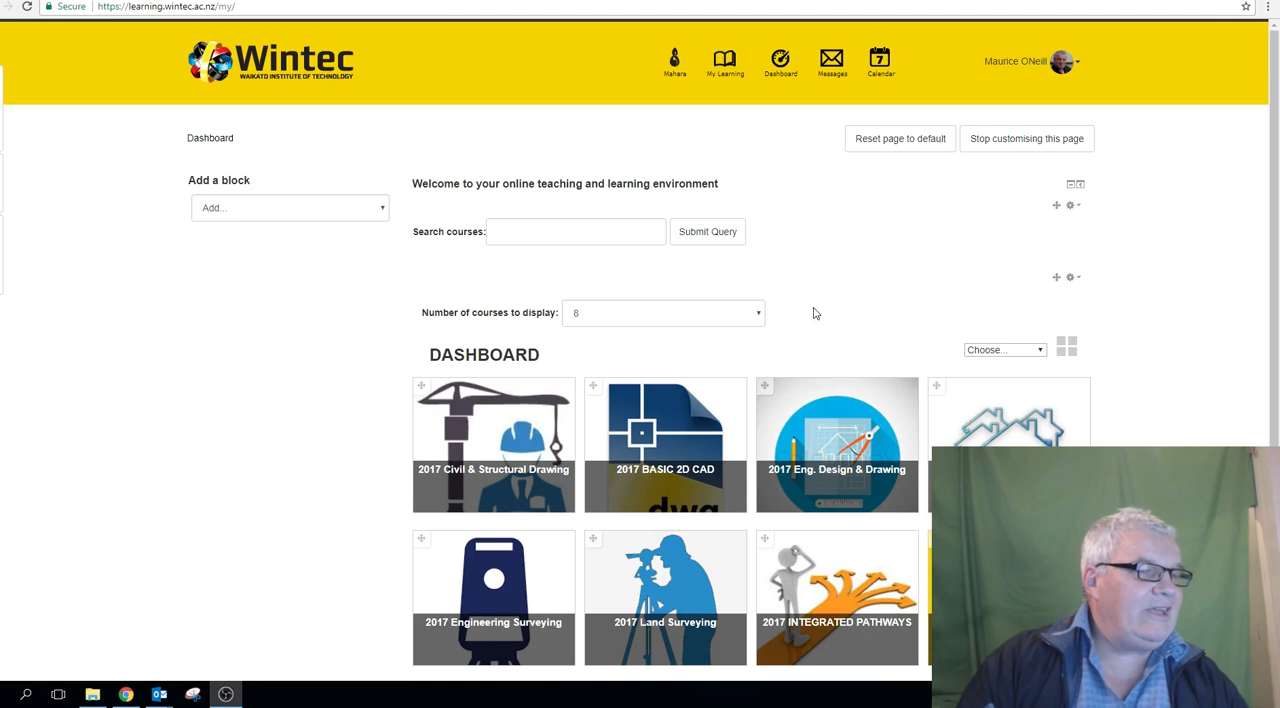 Secure
https://learning.wintec.ac.nz/my/
Wintec
WAIKATO INSTITUTE OF TECHNOLOGY
Mahara
My Learning
Dashboard
Messages
7
Calendar
Maurice ONeill
Dashboard
Reset page to default
Stop customising this page
Add a block
Add...
Welcome to your online teaching and learning environment
Search courses:
Submit Query
Number of courses to display:
8
DASHBOARD
Choose...
2017 Civil & Structural Drawing
2017 BASIC 2D CAD
dwg
2017 Eng. Design & Drawing
2017 Engineering Surveying
2017 Land Surveying
2017 INTEGRATED PATHWAYS